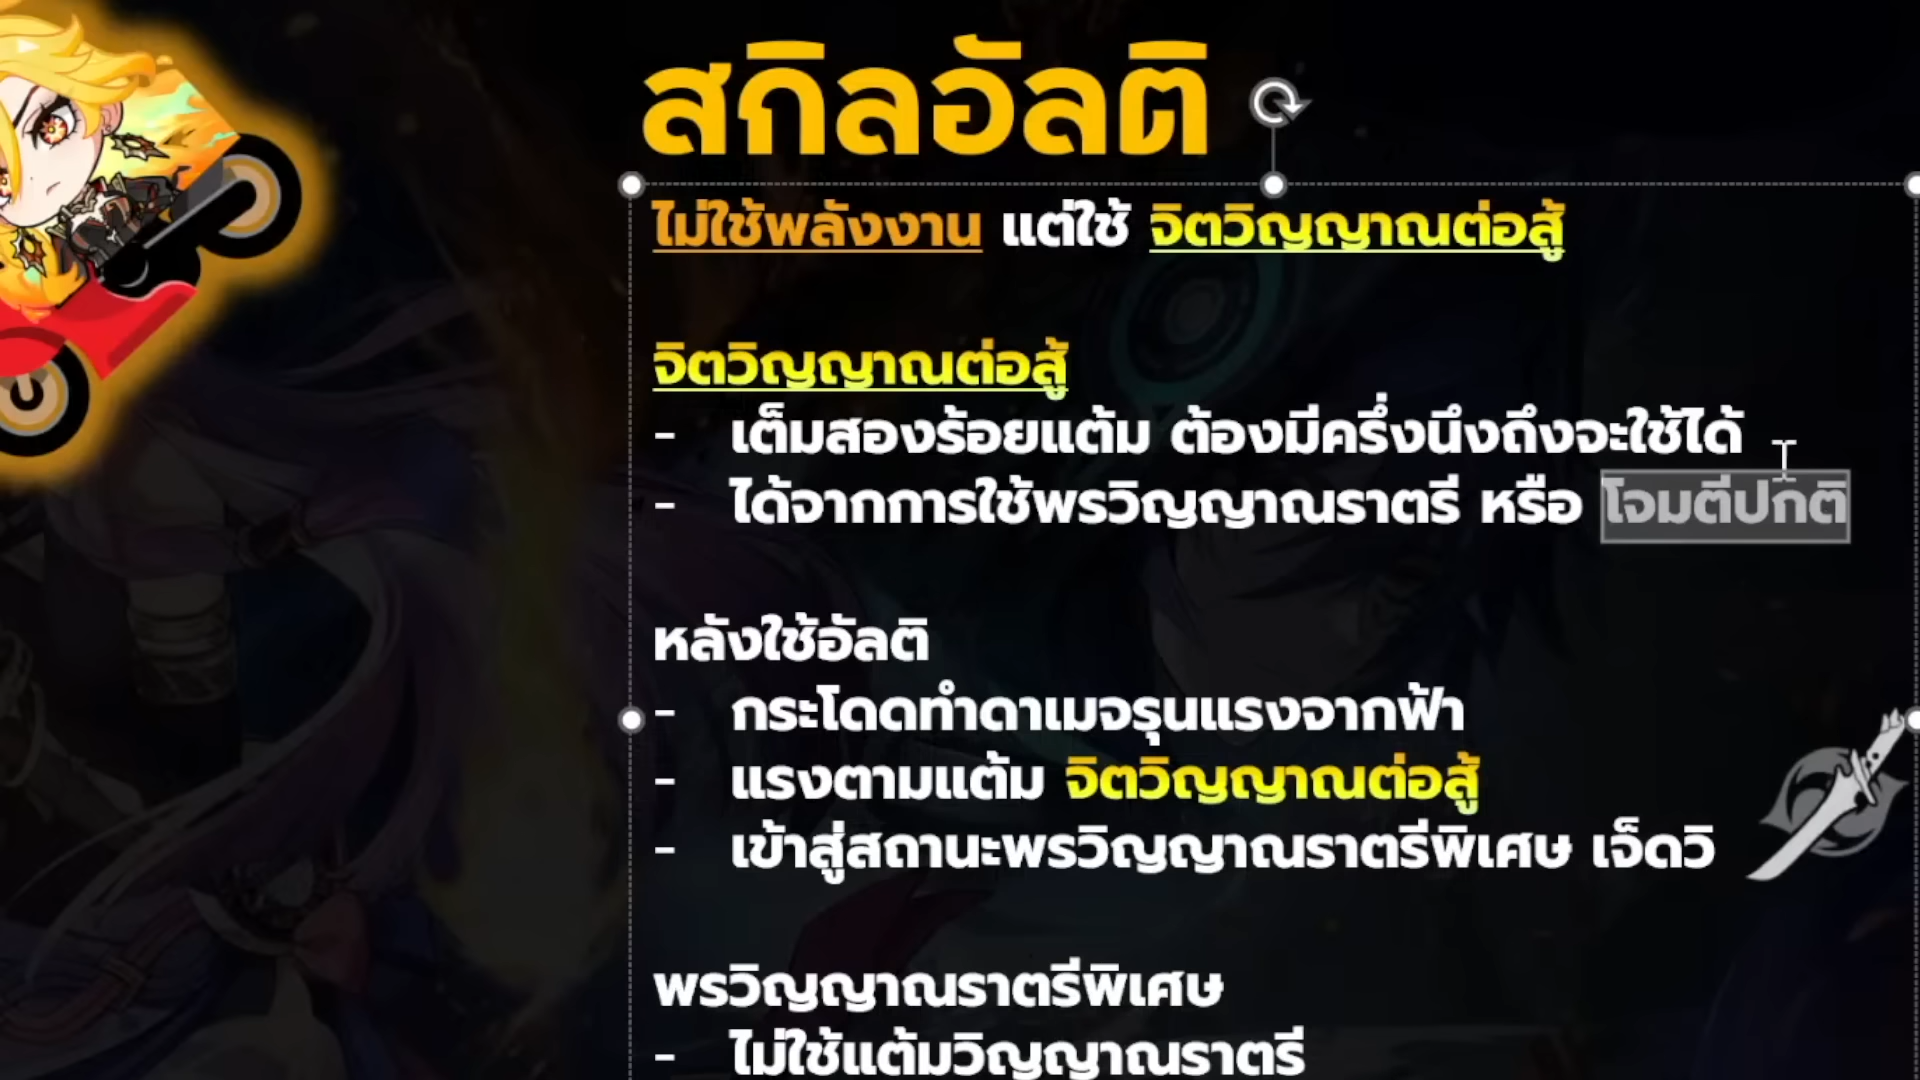 สกิลอัลติ
ไม่ใช้พลังงาน แต่ใช้ จิตวิญญาณต่อสู้
จิตวิญญาณต่อสู้
- เต็มสองร้อยแต้ม ต้องมีครึ่งนึงถึงจะใช้ได้
- ได้จากการใช้พรวิญญาณราตรี หรือ โจมตีปกติ
หลังใช้อัลติ
- กระโดดทำดาเมจรุนแรงจากฟ้า
- แรงตามแต้ม จิตวิญญาณต่อสู้
- เข้าสู่สถานะพรวิญญาณราตรีพิเศษ เจ็ดวิ
พรวิญญาณราตรีพิเศษ
- ไม่ใช้แต้มวิญญาณราตรี